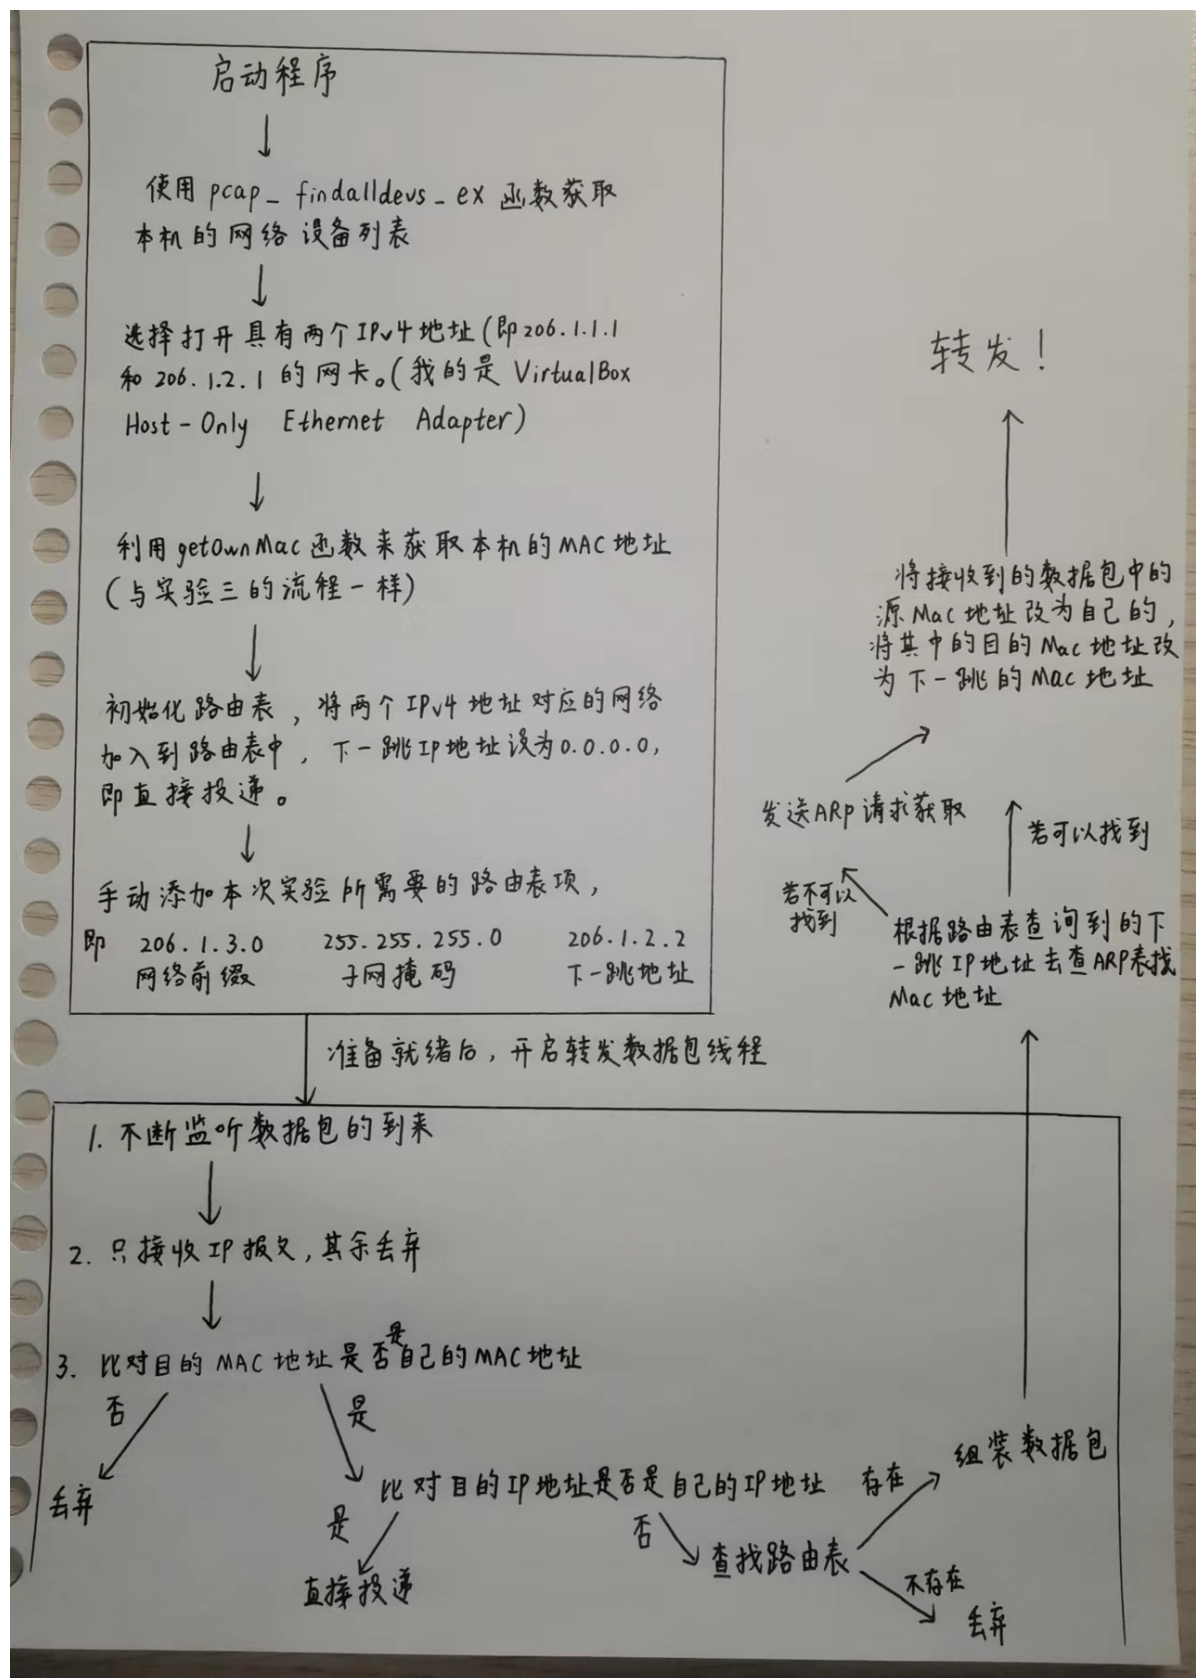 启动程序
使用 pcap_findalldevs_ex 函数获取
本机的网络设备列表
选择打开具有两个IPv4地址(即206.1.1.1
和 206.1.2.1 的网卡。(我的是 VirtualBox
Host-Only Ethernet Adapter)
利用getOwnMac函数来获取本机的MAC地址
(与实验三的流程一样)
初始化路由表,将两个IPv4地址对应的网络
加入到路由表中,下一跳IP地址设为0.0.0.0,
即直接投递。
手动添加本次实验所需要的路由表项,
即 206.1.3.0 255.255.255.0 206.1.2.2
网络前缀 子网掩码 下一跳地址
准备就绪后,开启转发数据包线程
1. 不断监听数据包的到来
2. 只接收IP报文,其余丢弃
3. 比对目的MAC地址是否是自己的MAC地址
否
是
丢弃
比对目的IP地址是否是自己的IP地址
是
否
直接投递
查找路由表
存在
不存在
丢弃
组装数据包
根据路由表查询到的下
一跳IP地址去查ARP表找
Mac地址
若不可以
找到
若可以找到
发送ARP请求获取
将接收到的数据包中的
源Mac地址改为自己的,
将其中的目的Mac地址改
为下一跳的Mac地址
转发!